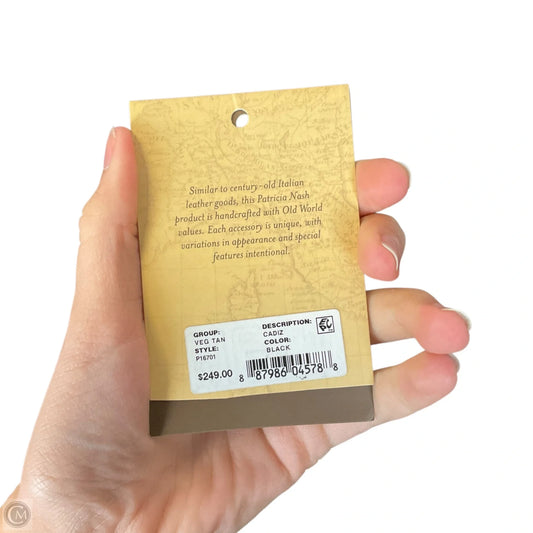 Similar to century-old Italian
leather goods, this Patricia Nash
product is handcrafted with Old World
values. Each accessory is unique, with
variations in appearance and special
features intentional.
GROUP:
VEG TAN
STYLE:
P16701
DESCRIPTION:
CADIZ
COLOR:
BLACK
$249.00
8 87986 04578 8
CM